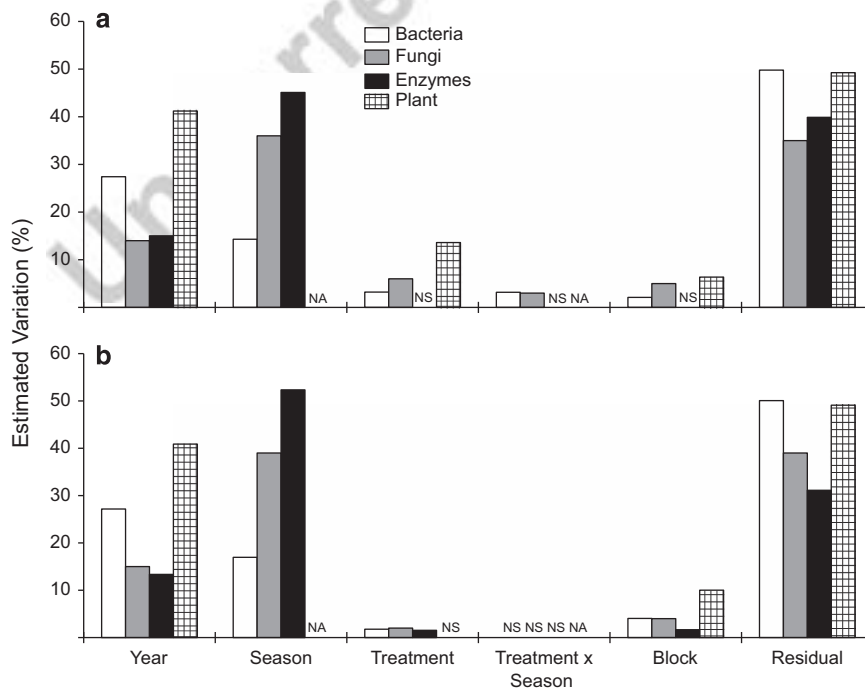 a
60
50
40
30
20
10
Bacteria
Fungi
Enzymes
Plant
NA
NS
NS NA
NS
Estimated Variation (%)
b
60
50
40
30
20
10
NA
NS
NS NS NS NA
Year
Season
Treatment
Treatment x
Season
Block
Residual